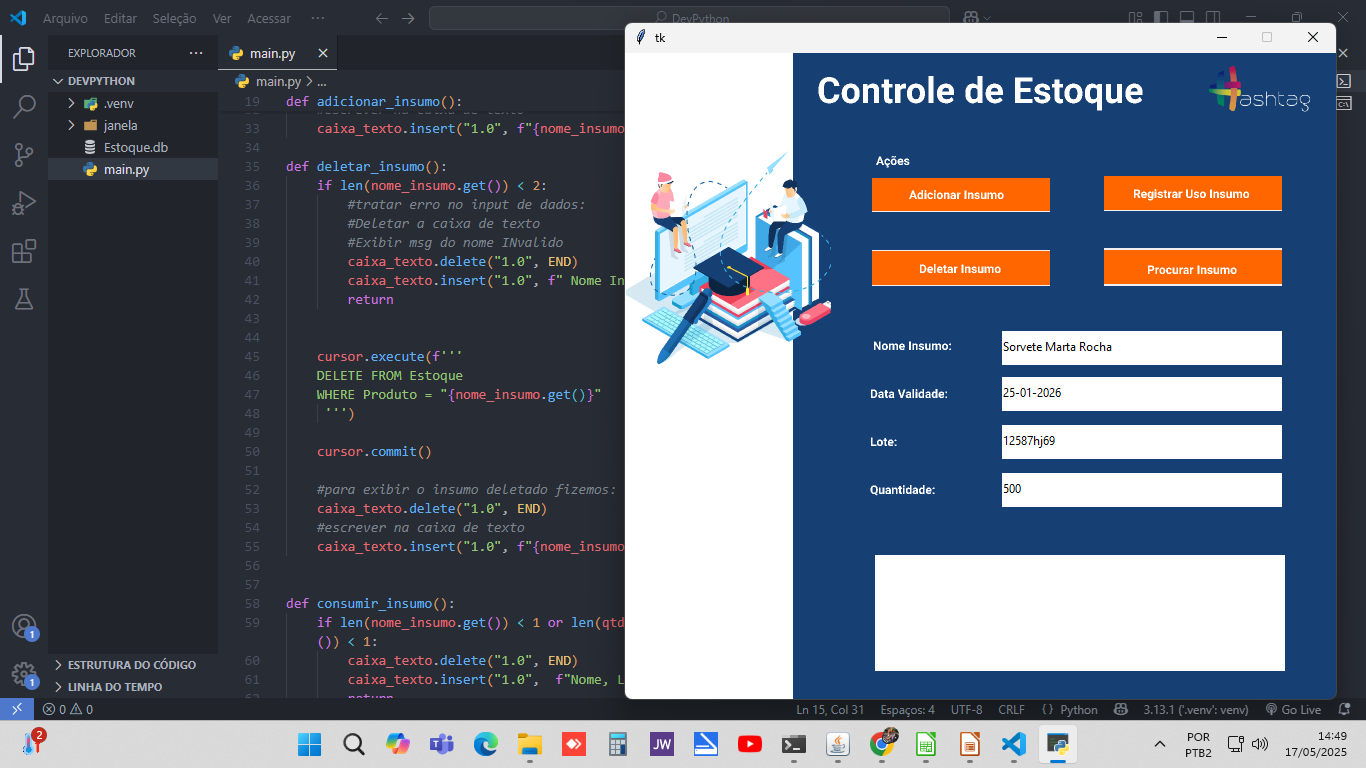 Arquivo Editar Seleção Ver Acessar ···
DevPython
EXPLORADOR ···
DEVPYTHON
.venv
janela
Estoque.db
main.py
ESTRUTURA DO CÓDIGO
LINHA DO TEMPO
main.py
main.py > ...
19 def adicionar_insumo():
33 caixa_texto.insert("1.0", f"{nome_insumo
34
35 def deletar_insumo():
36 if len(nome_insumo.get()) < 2:
37 #tratar erro no input de dados:
38 #Deletar a caixa de texto
39 #Exibir msg do nome INvalido
40 caixa_texto.delete("1.0", END)
41 caixa_texto.insert("1.0", f" Nome In
42 return
43
44
45 cursor.execute(f'''
46 DELETE FROM Estoque
47 WHERE Produto = "{nome_insumo.get()}"
48 ''')
49
50 cursor.commit()
51
52 #para exibir o insumo deletado fizemos:
53 caixa_texto.delete("1.0", END)
54 #escrever na caixa de texto
55 caixa_texto.insert("1.0", f"{nome_insumo
56
57
58 def consumir_insumo():
59 if len(nome_insumo.get()) < 1 or len(qtd
()) < 1:
60 caixa_texto.delete("1.0", END)
61 caixa_texto.insert("1.0", f"Nome, L
tk
Controle de Estoque
ashtag
Ações
Adicionar Insumo
Registrar Uso Insumo
Deletar Insumo
Procurar Insumo
Nome Insumo: Sorvete Marta Rocha
Data Validade: 25-01-2026
Lote: 12587hj69
Quantidade: 500
0 0 Ln 15, Col 31 Espaços: 4 UTF-8 CRLF {} Python 3.13.1 ('.venv': venv) Go Live
1
1
2
JW
POR
PTB2
14:49
17/05/2025